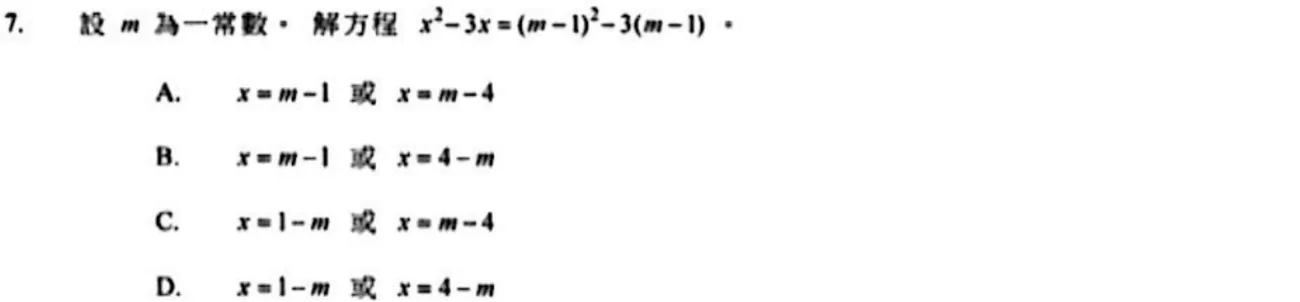 7. 設 m 為一常數。解方程 x²–3x = (m–1)²–3(m–1) 。
A. x = m–1 或 x = m–4
B. x = m–1 或 x = 4–m
C. x = 1–m 或 x = m–4
D. x = 1–m 或 x = 4–m